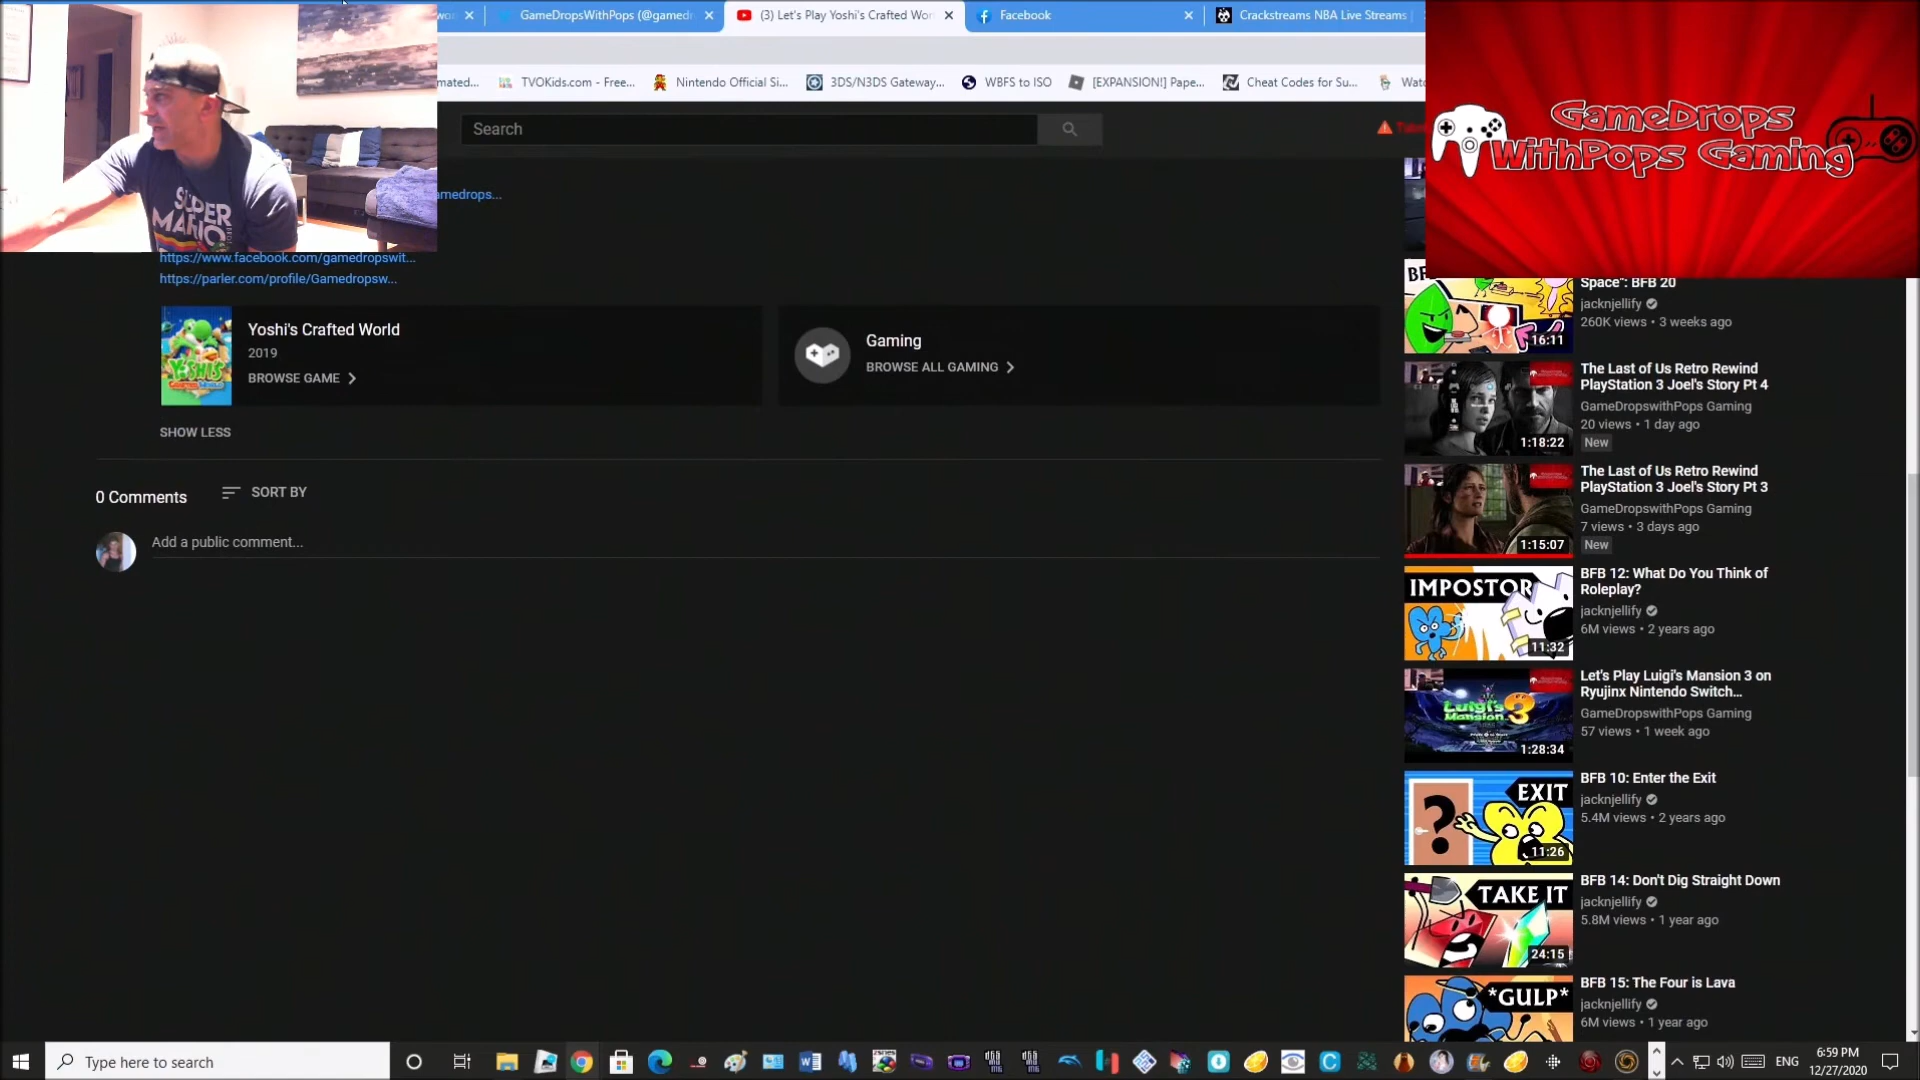 GameDropsWithPops (@gamedr
(3) Let's Play Yoshi's Crafted Wor
Facebook
Crackstreams NBA Live Streams
mated...
TVOKids.com - Free...
Nintendo Official Si...
3DS/N3DS Gateway...
WBFS to ISO
[EXPANSION!] Pape...
Cheat Codes for Su...
Wat
GameDrops
WithPops Gaming
SUPER
MARIO
Search
amedrops...
https://www.facebook.com/gamedropswit...
https://parler.com/profile/Gamedropsw...
Yoshi's Crafted World
2019
BROWSE GAME
YOSHI'S
CRAFTED WORLD
Gaming
BROWSE ALL GAMING
SHOW LESS
0 Comments
SORT BY
Add a public comment...
BF
Space": BFB 20
jacknjellify
260K views • 3 weeks ago
16:11
The Last of Us Retro Rewind
PlayStation 3 Joel's Story Pt 4
GameDropswithPops Gaming
20 views • 1 day ago
New
1:18:22
The Last of Us Retro Rewind
PlayStation 3 Joel's Story Pt 3
GameDropswithPops Gaming
7 views • 3 days ago
New
1:15:07
IMPOSTOR
11:32
BFB 12: What Do You Think of
Roleplay?
jacknjellify
6M views • 2 years ago
Luigi's
Mansion 3
1:28:34
Let's Play Luigi's Mansion 3 on
Ryujinx Nintendo Switch...
GameDropswithPops Gaming
57 views • 1 week ago
EXIT
?
11:26
BFB 10: Enter the Exit
jacknjellify
5.4M views • 2 years ago
TAKE IT
24:15
BFB 14: Don't Dig Straight Down
jacknjellify
5.8M views • 1 year ago
*GULP*
BFB 15: The Four is Lava
jacknjellify
6M views • 1 year ago
Type here to search
ENG
6:59 PM
12/27/2020